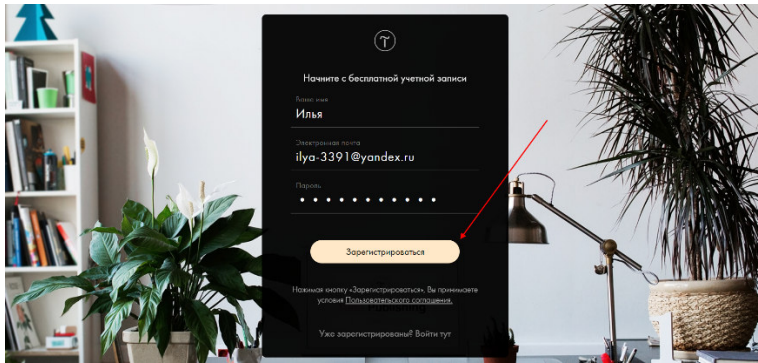 Начните с бесплатной учетной записи
Ваше имя
Илья
Электронная почта
ilya-3391@yandex.ru
Пароль
Зарегистрироваться
Нажимая кнопку «Зарегистрироваться», Вы принимаете
условия Пользовательского соглашения.
Publishing
Уже зарегистрированы? Войти тут